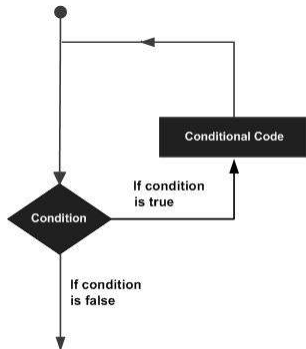 Conditional Code
If condition
is true
Condition
If condition
is false